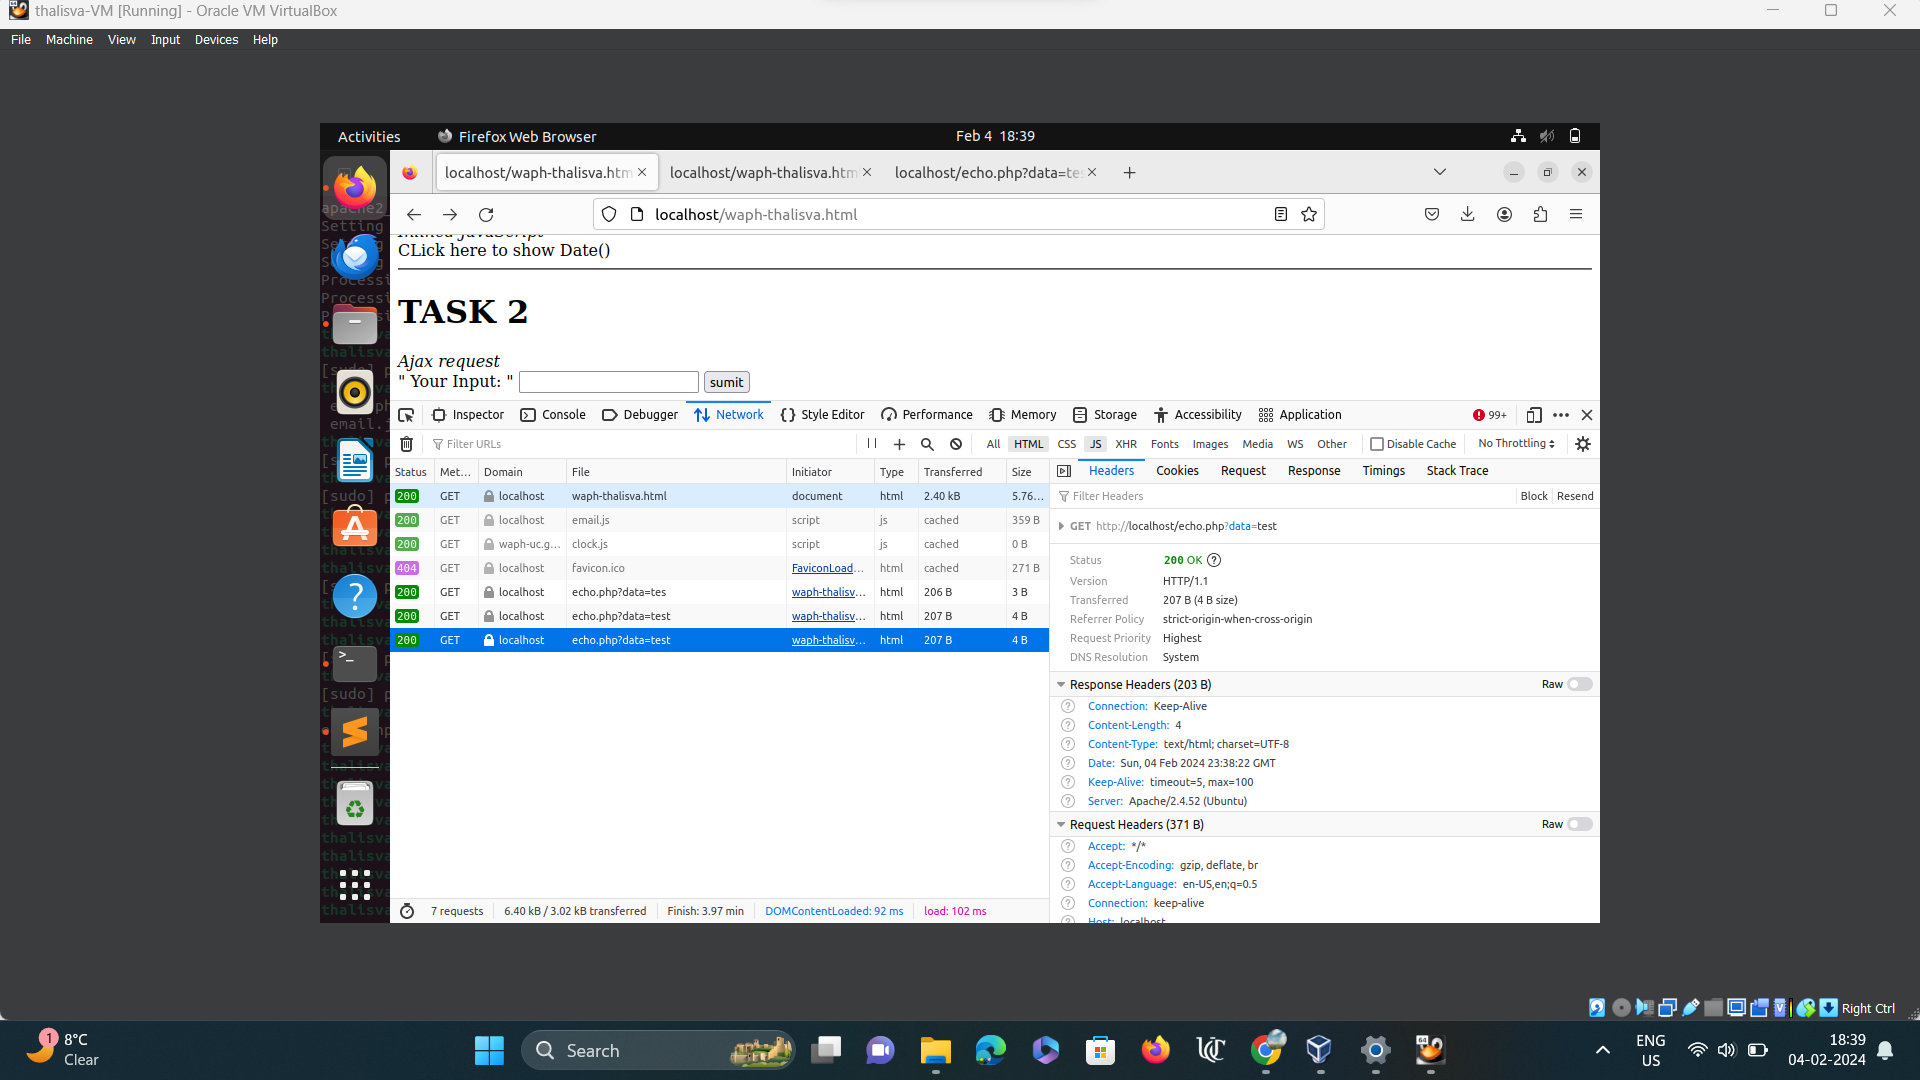 thalisva-VM [Running] - Oracle VM VirtualBox
File Machine View Input Devices Help
Activities Firefox Web Browser Feb 4 18:39
localhost/waph-thalisva.htm localhost/waph-thalisva.htm localhost/echo.php?data=te
localhost/waph-thalisva.html
CLick here to show Date()
TASK 2
Ajax request
" Your Input: " sumit
Inspector Console Debugger Network Style Editor Performance Memory Storage Accessibility Application 99+
Filter URLs All HTML CSS JS XHR Fonts Images Media WS Other Disable Cache No Throttling
Status Met... Domain File Initiator Type Transferred Size
200 GET localhost waph-thalisva.html document html 2.40 kB 5.76...
200 GET localhost email.js script js cached 359 B
200 GET waph-uc.g... clock.js script js cached 0 B
404 GET localhost favicon.ico FaviconLoad... html cached 271 B
200 GET localhost echo.php?data=tes waph-thalisv... html 206 B 3 B
200 GET localhost echo.php?data=test waph-thalisv... html 207 B 4 B
200 GET localhost echo.php?data=test waph-thalisv... html 207 B 4 B
7 requests 6.40 kB / 3.02 kB transferred Finish: 3.97 min DOMContentLoaded: 92 ms load: 102 ms
Headers Cookies Request Response Timings Stack Trace
Filter Headers Block Resend
GET http://localhost/echo.php?data=test
Status 200 OK
Version HTTP/1.1
Transferred 207 B (4 B size)
Referrer Policy strict-origin-when-cross-origin
Request Priority Highest
DNS Resolution System
Response Headers (203 B) Raw
Connection: Keep-Alive
Content-Length: 4
Content-Type: text/html; charset=UTF-8
Date: Sun, 04 Feb 2024 23:38:22 GMT
Keep-Alive: timeout=5, max=100
Server: Apache/2.4.52 (Ubuntu)
Request Headers (371 B) Raw
Accept: */*
Accept-Encoding: gzip, deflate, br
Accept-Language: en-US,en;q=0.5
Connection: keep-alive
Host: localhost
Right Ctrl
1
8°C
Clear
Search
64
ENG
US
18:39
04-02-2024